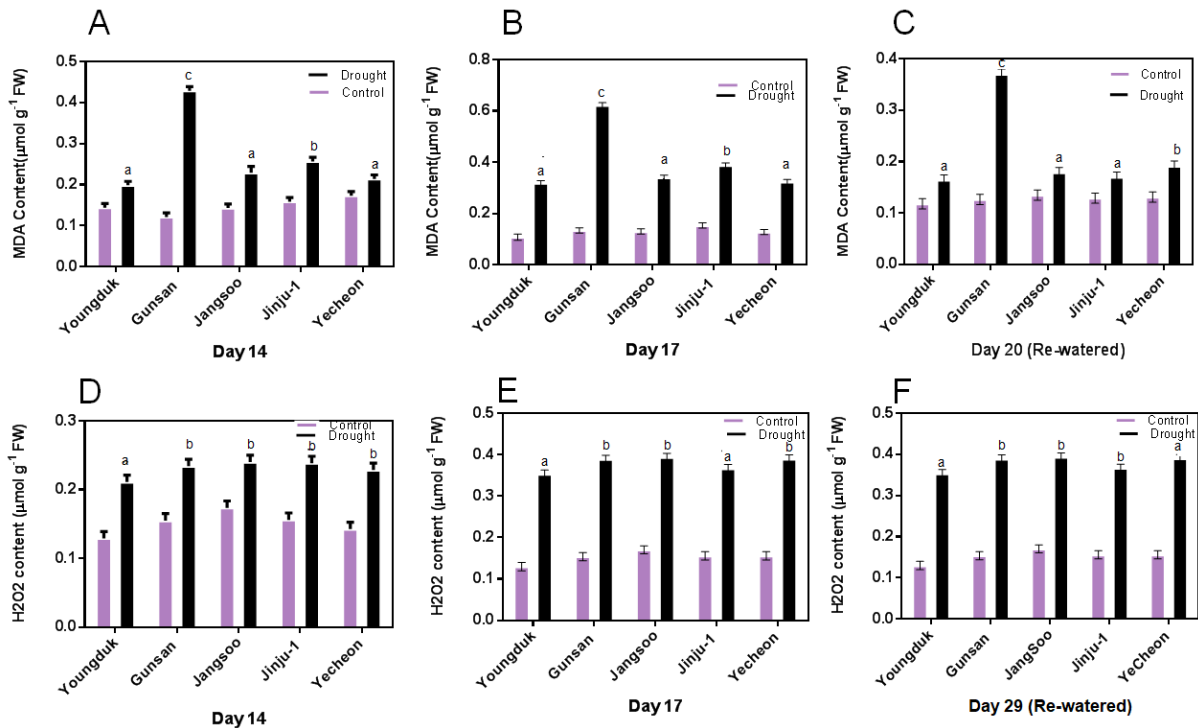 A
MDA Content(μmol g⁻¹ FW)
0.5
0.4
0.3
0.2
0.1
0.0
Drought
Control
a
c
a
b
a
Youngduk
Gunsan
Jangsoo
Jinju-1
Yecheon
Day 14
B
MDA Content(μmol g⁻¹ FW)
0.8
0.6
0.4
0.2
0.0
Control
Drought
a
c
a
b
a
Youngduk
Gunsan
Jangsoo
Jinju-1
Yecheon
Day 17
C
MDA Content(μmol g⁻¹ FW)
0.4
0.3
0.2
0.1
0.0
Control
Drought
a
c
a
a
b
Youngduk
Gunsan
Jangsoo
Jinju-1
Yecheon
Day 20 (Re-watered)
D
H2O2 content (μmol g⁻¹ FW)
0.3
0.2
0.1
0.0
Control
Drought
a
b
b
b
b
Youngduk
Gunsan
Jangsoo
Jinju-1
Yecheon
Day 14
E
H2O2 content (μmol g⁻¹ FW)
0.5
0.4
0.3
0.2
0.1
0.0
Control
Drought
a
b
b
a
b
Youngduk
Gunsan
JangSoo
Jinju-1
YeCheon
Day 17
F
H2O2 content (μmol g⁻¹ FW)
0.5
0.4
0.3
0.2
0.1
0.0
Control
Drought
a
b
b
b
a
Youngduk
Gunsan
JangSoo
Jinju-1
YeCheon
Day 29 (Re-watered)